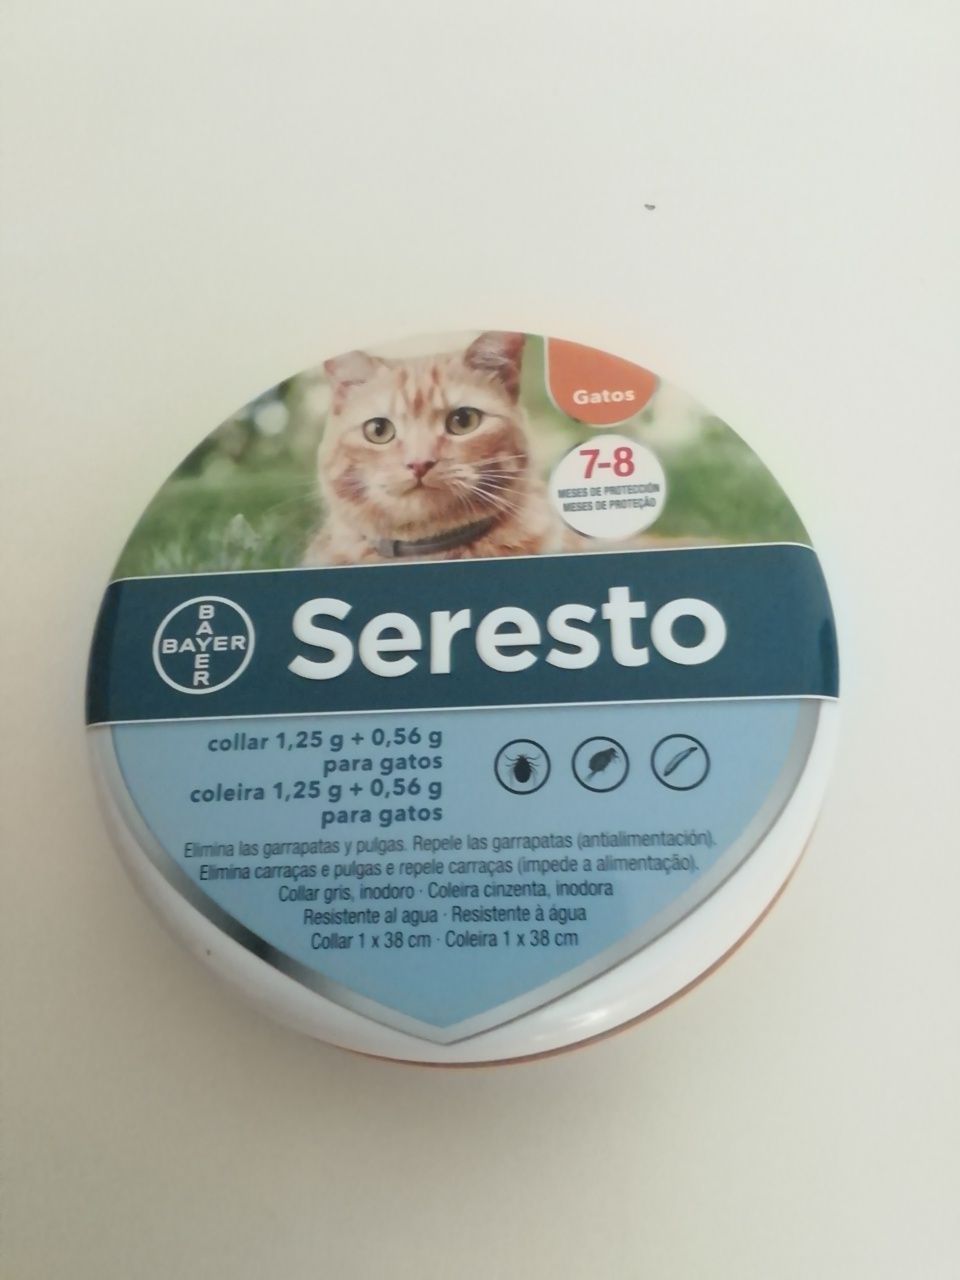 Gatos
7-8
MESES DE PROTECCIÓN
MESES DE PROTEÇÃO
BAYER
BAYER
Seresto
collar 1,25 g + 0,56 g
para gatos
coleira 1,25 g + 0,56 g
para gatos
Elimina las garrapatas y pulgas. Repele las garrapatas (antialimentación).
Elimina carraças e pulgas e repele carraças (impede a alimentação).
Collar gris, inodoro · Coleira cinzenta, inodora
Resistente al agua · Resistente à água
Collar 1 x 38 cm · Coleira 1 x 38 cm